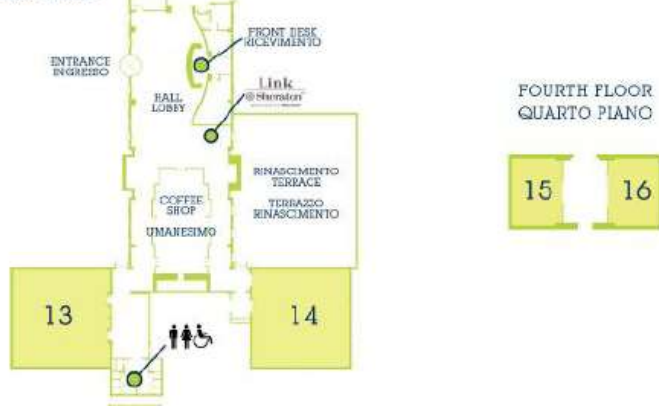 FRONT DESK
RICEVIMENTO
ENTRANCE
INGRESSO
Link
@ Sheraton
HALL
LOBBY
RINASCIMENTO
TERRACE
TERRAZZO
RINASCIMENTO
COFFEE
SHOP
UMANESIMO
13
14
FOURTH FLOOR
QUARTO PIANO
15
16